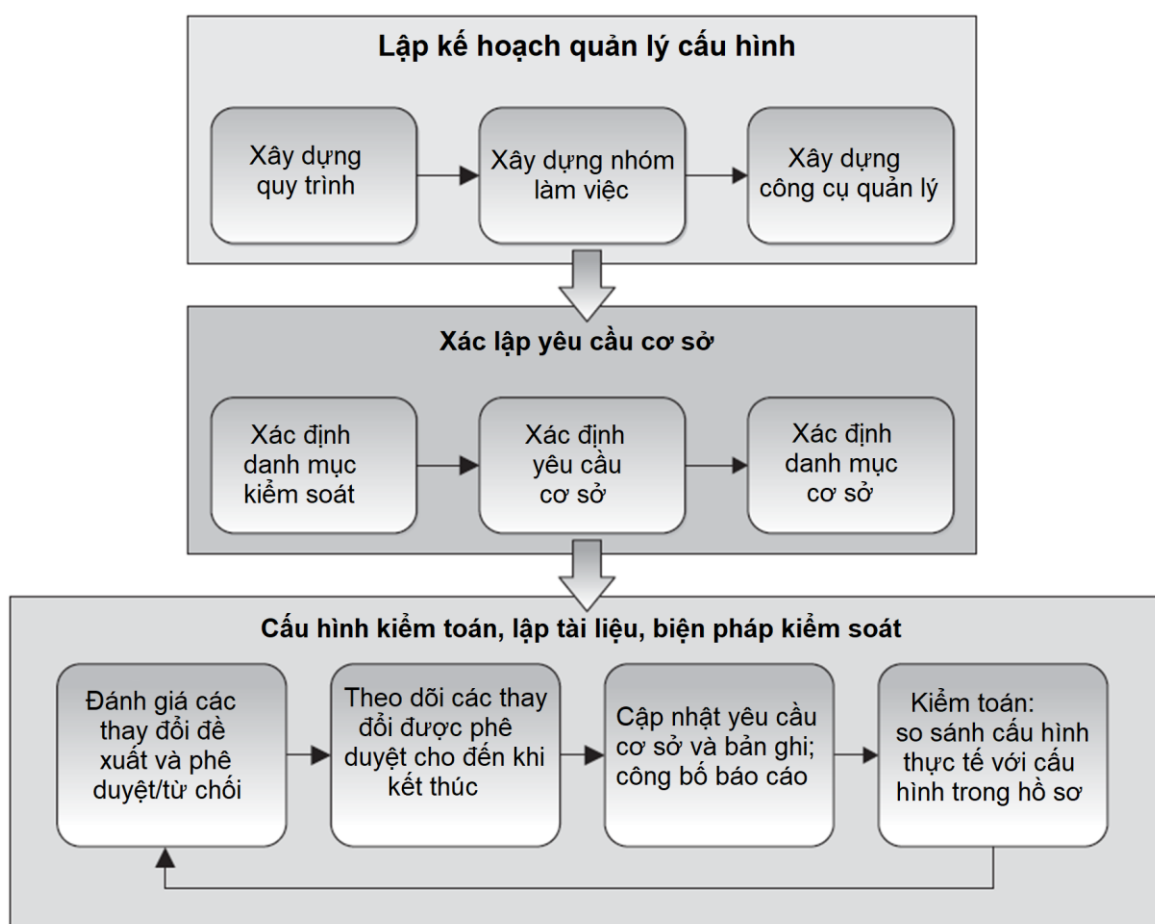 Lập kế hoạch quản lý cấu hình
Xây dựng
quy trình
Xây dựng nhóm
làm việc
Xây dựng
công cụ quản lý
Xác lập yêu cầu cơ sở
Xác định
danh mục
kiểm soát
Xác định
yêu cầu
cơ sở
Xác định
danh mục
cơ sở
Cấu hình kiểm toán, lập tài liệu, biện pháp kiểm soát
Đánh giá các
thay đổi đề
xuất và phê
duyệt/từ chối
Theo dõi các thay
đổi được phê
duyệt cho đến khi
kết thúc
Cập nhật yêu cầu
cơ sở và bản ghi;
công bố báo cáo
Kiểm toán:
so sánh cấu hình
thực tế với cấu
hình trong hồ sơ